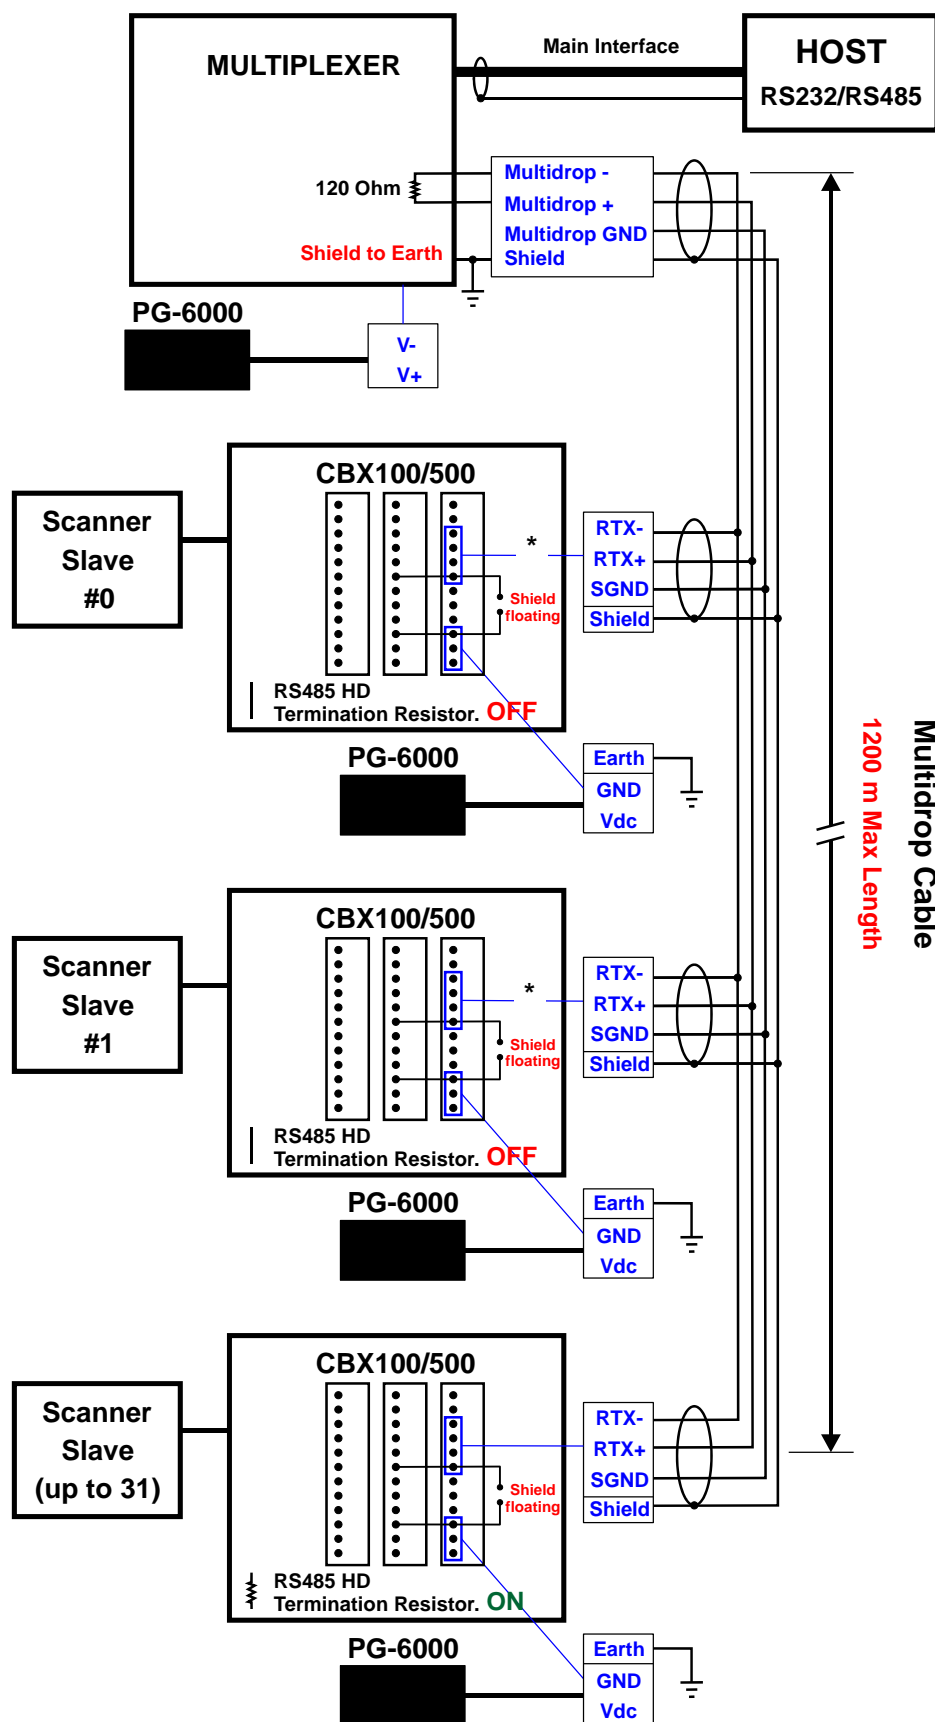 MULTIPLEXER
Main Interface
HOST
RS232/RS485
120 Ohm
Multidrop -
Multidrop +
Multidrop GND
Shield
Shield to Earth
PG-6000
V-
V+
CBX100/500
Scanner
Slave
#0
*
RTX-
RTX+
SGND
Shield
Shield
floating
RS485 HD
Termination Resistor. OFF
PG-6000
Earth
GND
Vdc
Multidrop Cable
1200 m Max Length
CBX100/500
Scanner
Slave
#1
*
RTX-
RTX+
SGND
Shield
Shield
floating
RS485 HD
Termination Resistor. OFF
PG-6000
Earth
GND
Vdc
CBX100/500
Scanner
Slave
(up to 31)
RTX-
RTX+
SGND
Shield
Shield
floating
RS485 HD
Termination Resistor. ON
PG-6000
Earth
GND
Vdc